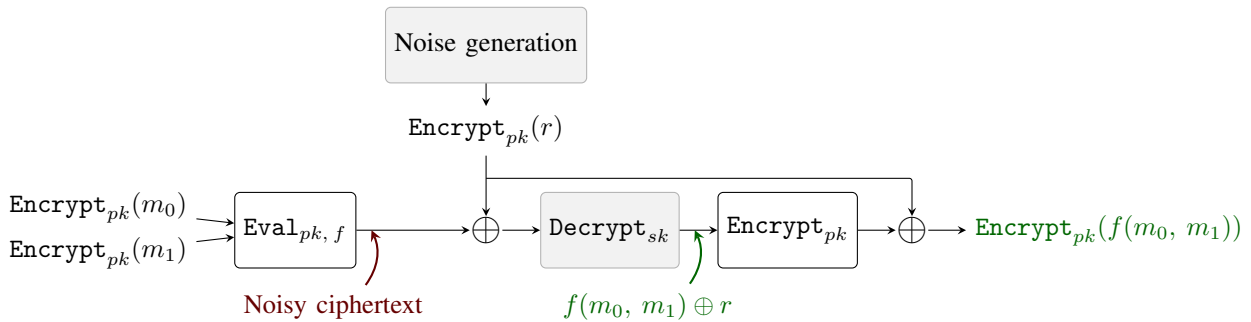 Noise generation
Encrypt_pk(r)
Encrypt_pk(m_0)
Encrypt_pk(m_1)
Eval_pk, f
⊕
Decrypt_sk
Encrypt_pk
⊕
Encrypt_pk(f(m_0, m_1))
Noisy ciphertext
f(m_0, m_1) ⊕ r